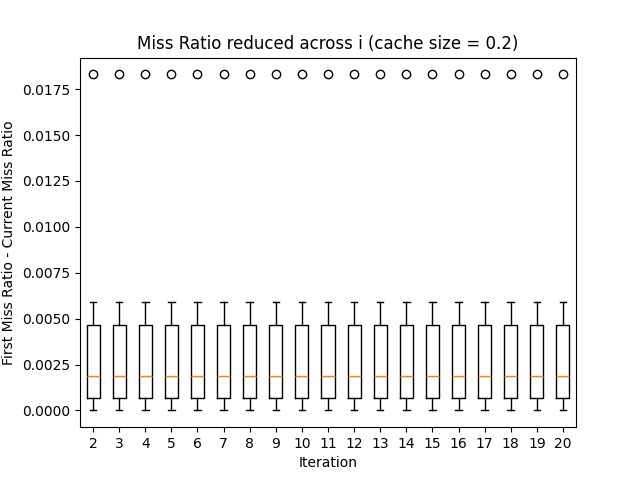 Miss Ratio reduced across i (cache size = 0.2)
First Miss Ratio - Current Miss Ratio
0.0175
0.0150
0.0125
0.0100
0.0075
0.0050
0.0025
0.0000
2 3 4 5 6 7 8 9 10 11 12 13 14 15 16 17 18 19 20
Iteration